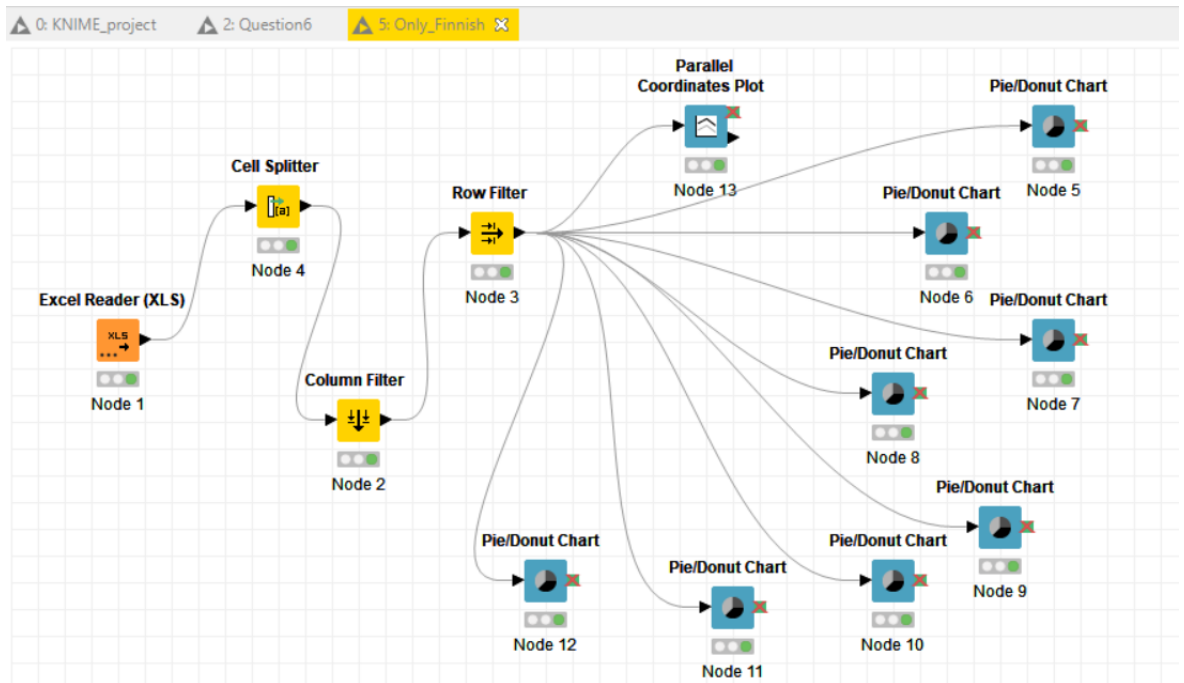 0: KNIME_project
2: Question6
5: Only_Finnish
Parallel
Coordinates Plot
Node 13
Pie/Donut Chart
Node 5
Cell Splitter
Node 4
Row Filter
Node 3
Pie/Donut Chart
Node 6
Excel Reader (XLS)
XLS
Node 1
Pie/Donut Chart
Node 7
Column Filter
Node 2
Pie/Donut Chart
Node 8
Pie/Donut Chart
Node 9
Pie/Donut Chart
Node 12
Pie/Donut Chart
Node 11
Pie/Donut Chart
Node 10
[a]